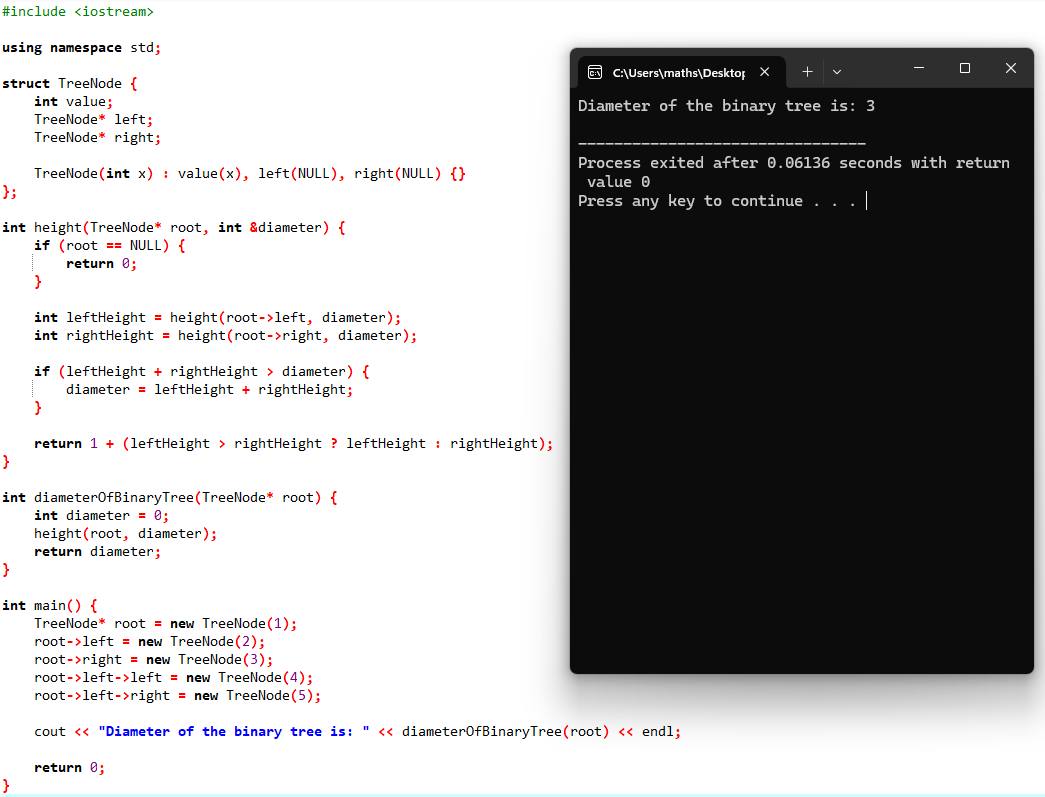 #include <iostream>
using namespace std;
struct TreeNode {
int value;
TreeNode* left;
TreeNode* right;
TreeNode(int x) : value(x), left(NULL), right(NULL) {}
};
int height(TreeNode* root, int &diameter) {
if (root == NULL) {
return 0;
}
int leftHeight = height(root->left, diameter);
int rightHeight = height(root->right, diameter);
if (leftHeight + rightHeight > diameter) {
diameter = leftHeight + rightHeight;
}
return 1 + (leftHeight > rightHeight ? leftHeight : rightHeight);
}
int diameterOfBinaryTree(TreeNode* root) {
int diameter = 0;
height(root, diameter);
return diameter;
}
int main() {
TreeNode* root = new TreeNode(1);
root->left = new TreeNode(2);
root->right = new TreeNode(3);
root->left->left = new TreeNode(4);
root->left->right = new TreeNode(5);
cout << "Diameter of the binary tree is: " << diameterOfBinaryTree(root) << endl;
return 0;
}
C:\Users\maths\Desktop
Diameter of the binary tree is: 3
--------------------------------
Process exited after 0.06136 seconds with return
value 0
Press any key to continue . . .